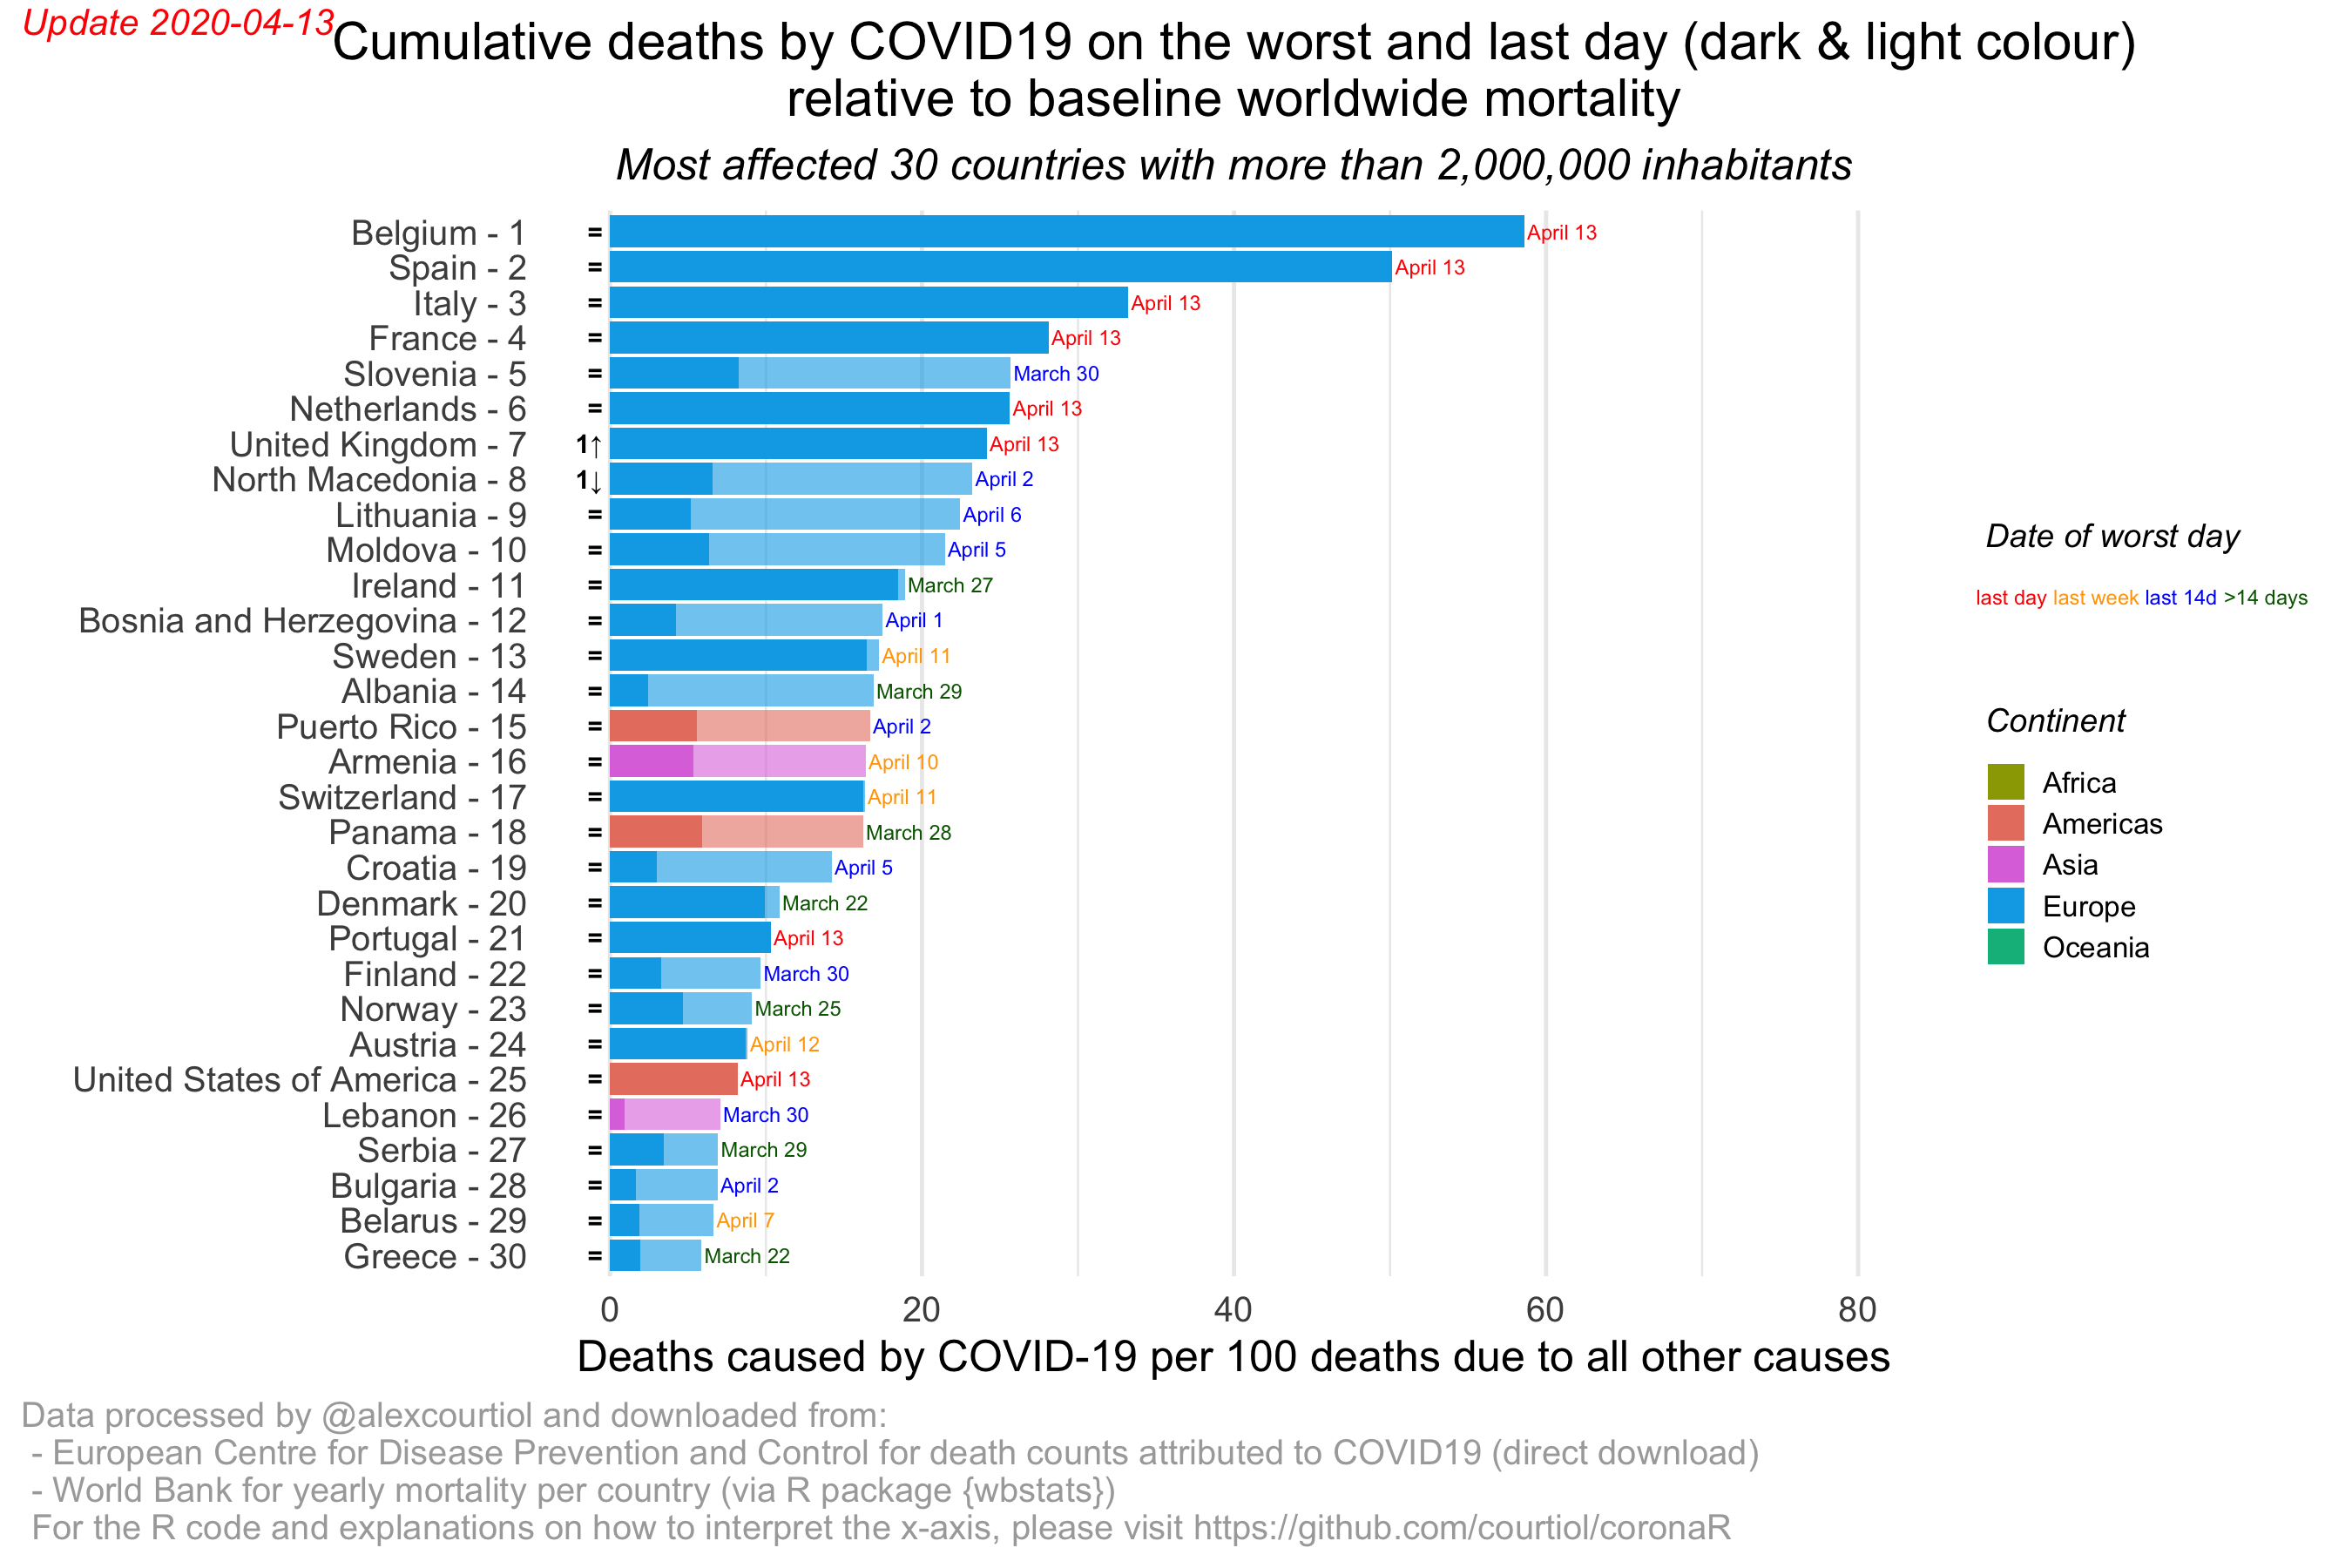 Update 2020-04-13
Cumulative deaths by COVID19 on the worst and last day (dark & light colour)
relative to baseline worldwide mortality
Most affected 30 countries with more than 2,000,000 inhabitants
Belgium - 1 = April 13
Spain - 2 = April 13
Italy - 3 = April 13
France - 4 = April 13
Slovenia - 5 = March 30
Netherlands - 6 = April 13
United Kingdom - 7 1↑ April 13
North Macedonia - 8 1↓ April 2
Lithuania - 9 = April 6
Moldova - 10 = April 5
Ireland - 11 = March 27
Bosnia and Herzegovina - 12 = April 1
Sweden - 13 = April 11
Albania - 14 = March 29
Puerto Rico - 15 = April 2
Armenia - 16 = April 10
Switzerland - 17 = April 11
Panama - 18 = March 28
Croatia - 19 = April 5
Denmark - 20 = March 22
Portugal - 21 = April 13
Finland - 22 = March 30
Norway - 23 = March 25
Austria - 24 = April 12
United States of America - 25 = April 13
Lebanon - 26 = March 30
Serbia - 27 = March 29
Bulgaria - 28 = April 2
Belarus - 29 = April 7
Greece - 30 = March 22
0 20 40 60 80
Deaths caused by COVID-19 per 100 deaths due to all other causes
Date of worst day
last day last week last 14d >14 days
Continent
Africa
Americas
Asia
Europe
Oceania
Data processed by @alexcourtiol and downloaded from:
- European Centre for Disease Prevention and Control for death counts attributed to COVID19 (direct download)
- World Bank for yearly mortality per country (via R package {wbstats})
For the R code and explanations on how to interpret the x-axis, please visit https://github.com/courtiol/coronaR